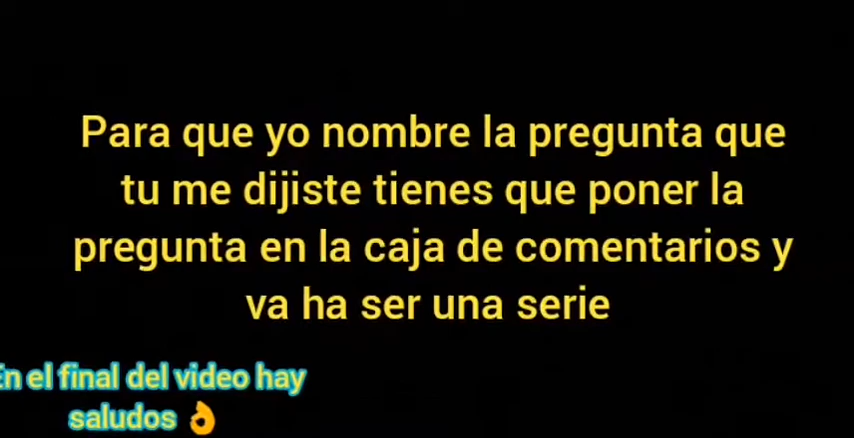 Para que yo nombre la pregunta que
tu me dijiste tienes que poner la
pregunta en la caja de comentarios y
va ha ser una serie
En el final del video hay
saludos 👌